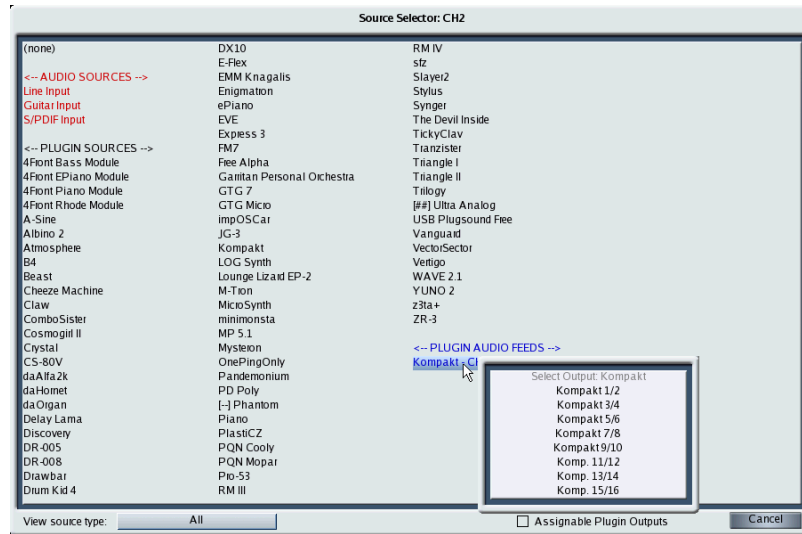 Source Selector: CH2
(none)
<-- AUDIO SOURCES -->
Line Input
Guitar Input
S/PDIF Input
<-- PLUGIN SOURCES -->
4Front Bass Module
4Front EPiano Module
4Front Piano Module
4Front Rhode Module
A-Sine
Albino 2
Atmosphere
B4
Beast
Cheeze Machine
Claw
ComboSister
Cosmogirl II
Crystal
CS-80V
daAlfa2k
daHornet
daOrgan
Delay Lama
Discovery
DR-005
DR-008
Drawbar
Drum Kid 4
DX10
E-Flex
EMM Knagalis
Enigmatron
ePiano
EVE
Express 3
FM7
Free Alpha
Garritan Personal Orchestra
GTG 7
GTG Micro
impOSCar
JG-3
Kompakt
LOG Synth
Lounge Lizard EP-2
M-Tron
MicroSynth
minimonsta
MP 5.1
Mysteron
OnePingOnly
Pandemonium
PD Poly
[--] Phantom
Piano
PlastiCZ
PQN Cooly
PQN Mopar
Pro-53
RM III
RM IV
sfz
Slayer2
Stylus
Synger
The Devil Inside
TickyClav
Tranzister
Triangle I
Triangle II
Trilogy
[##] Ultra Analog
USB Plugsound Free
Vanguard
VectorSector
Vertigo
WAVE 2.1
YUNO 2
z3ta+
ZR-3
<-- PLUGIN AUDIO FEEDS -->
Kompakt -
Select Output: Kompakt
Kompakt 1/2
Kompakt 3/4
Kompakt 5/6
Kompakt 7/8
Kompakt 9/10
Komp. 11/12
Komp. 13/14
Komp. 15/16
View source type:
All
Assignable Plugin Outputs
Cancel